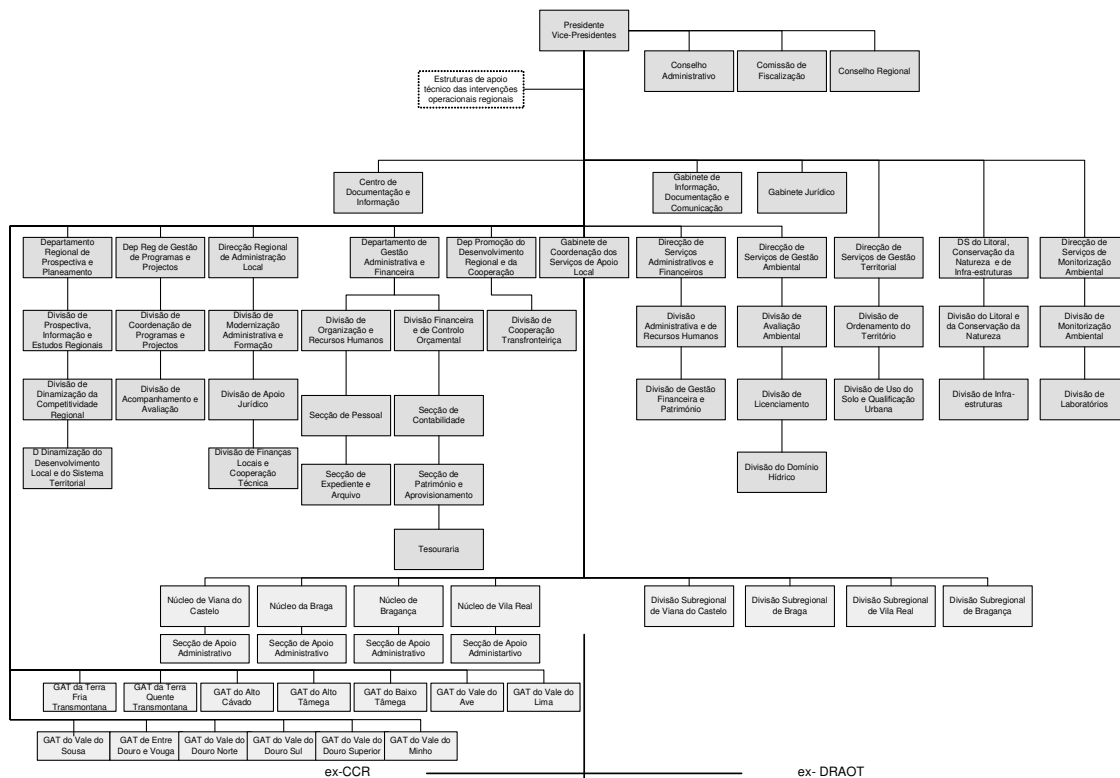 Presidente
Vice-Presidentes
Conselho
Administrativo
Comissão de
Fiscalização
Conselho Regional
Estruturas de apoio
técnico das intervenções
operacionais regionais
Centro de
Documentação e
Informação
Gabinete de
Informação,
Documentação e
Comunicação
Gabinete Jurídico
Departamento
Regional de
Prospectiva e
Planeamento
Dep Reg de Gestão
de Programas e
Projectos
Direcção Regional
de Administração
Local
Departamento de
Gestão
Administrativa e
Financeira
Dep Promoção do
Desenvolvimento
Regional e da
Cooperação
Gabinete de
Coordenação dos
Serviços de Apoio
Local
Direcção de
Serviços
Administrativos e
Financeiros
Direcção de
Serviços de Gestão
Ambiental
Direcção de
Serviços de Gestão
Territorial
DS do Litoral,
Conservação da
Natureza e de
Infra-estruturas
Direcção de Serviços
de Monitorização
Ambiental
Divisão de
Prospectiva,
Informação e
Estudos Regionais
Divisão de
Coordenação de
Programas e
Projectos
Divisão de
Modernização
Administrativa e
Formação
Divisão de
Organização e
Recursos Humanos
Divisão Financeira
e de Controlo
Orçamental
Divisão de
Cooperação
Transfronteiriça
Divisão
Administrativa e de
Recursos Humanos
Divisão de
Avaliação
Ambiental
Divisão de
Ordenamento do
Território
Divisão do Litoral e
da Conservação da
Natureza
Divisão de
Monitorização
Ambiental
Divisão de
Dinamização da
Competitividade
Regional
Divisão de
Acompanhamento e
Avaliação
Divisão de Apoio
Jurídico
Secção de Pessoal
Secção de
Contabilidade
Divisão de Gestão
Financeira e
Património
Divisão de
Licenciamento
Divisão de Uso do
Solo e Qualificação
Urbana
Divisão de Infra-
estruturas
Divisão de
Laboratórios
D Dinamização do
Desenvolvimento
Local e do Sistema
Territorial
Divisão de Finanças
Locais e
Cooperação
Técnica
Secção de
Expediente e
Arquivo
Secção de
Património e
Aprovisionamento
Divisão do Domínio
Hídrico
Tesouraria
Núcleo de Viana do
Castelo
Núcleo da Braga
Núcleo de
Bragança
Núcleo de Vila Real
Divisão Subregional
de Viana do Castelo
Divisão Subregional
de Braga
Divisão Subregional
de Vila Real
Divisão Subregional
de Bragança
Secção de Apoio
Administrativo
Secção de Apoio
Administrativo
Secção de Apoio
Administrativo
Secção de Apoio
Administartivo
GAT da Terra
Fria
Transmontana
GAT da Terra
Quente
Transmontana
GAT do Alto
Cávado
GAT do Alto
Tâmega
GAT do Baixo
Tâmega
GAT do Vale do
Ave
GAT do Vale do
Lima
GAT do Vale do
Sousa
GAT de Entre
Douro e Vouga
GAT do Vale do
Douro Norte
GAT do Vale do
Douro Sul
GAT do Vale do
Douro Superior
GAT do Vale do
Minho
ex-CCR
ex- DRAOT